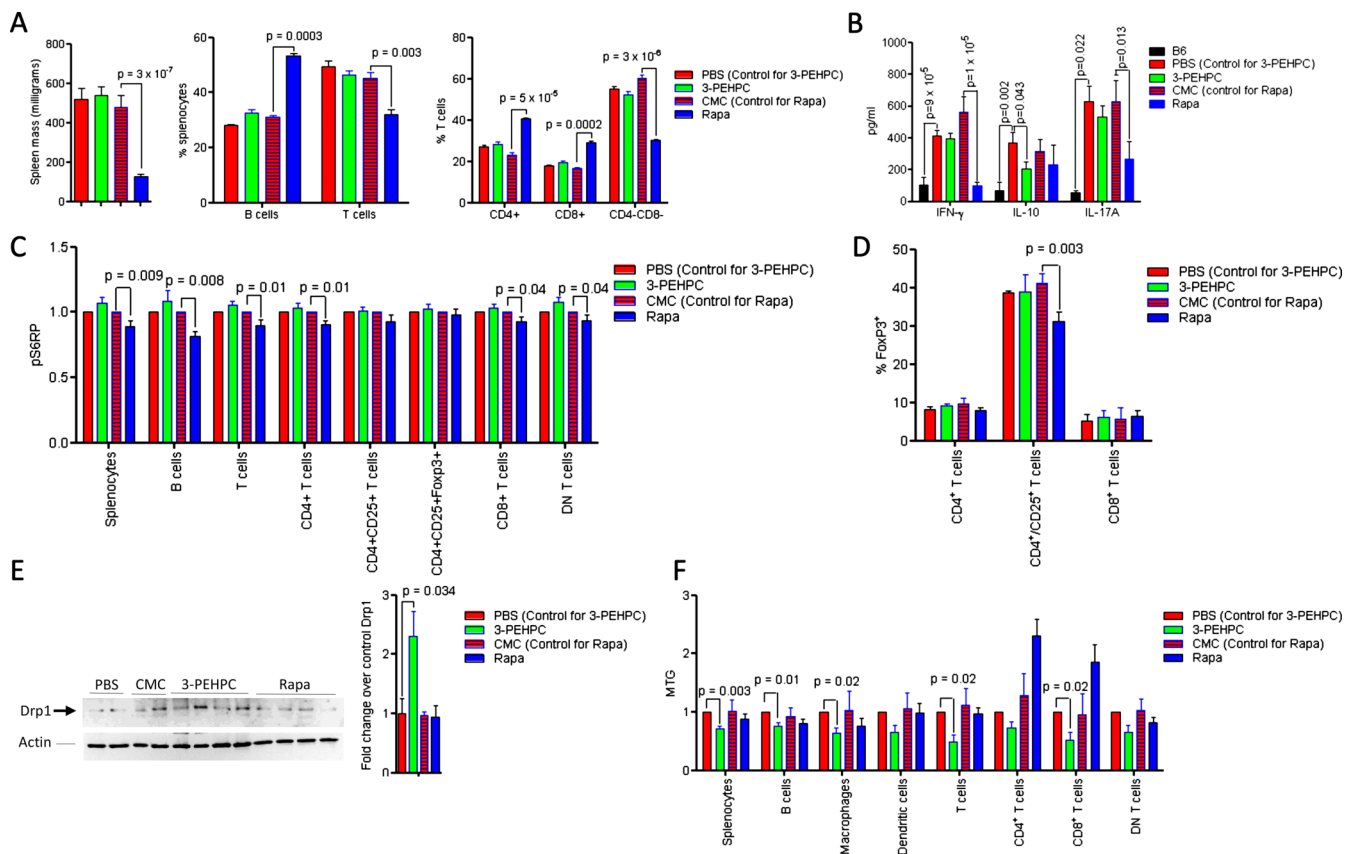 A
Spleen mass (milligrams)
800
600
400
200
0
p = 3 x 10-7
% splenocytes
60
40
20
0
p = 0.0003
p = 0.003
B cells
T cells
% T cells
80
60
40
20
0
p = 5 x 10-5
p = 0.0002
p = 3 x 10-6
CD4+
CD8+
CD4-CD8-
PBS (Control for 3-PEHPC)
3-PEHPC
CMC (Control for Rapa)
Rapa
B
pg/ml
1000
800
600
400
200
0
p=9 x 10-5
p=1 x 10-5
p=0.002
p=0.043
p=0.022
p=0.013
IFN-γ
IL-10
IL-17A
B6
PBS (Control for 3-PEHPC)
3-PEHPC
CMC (Control for Rapa)
Rapa
C
pS6RP
1.5
1.0
0.5
0.0
p = 0.009
p = 0.008
p = 0.01
p = 0.01
p = 0.04
p = 0.04
Splenocytes
B cells
T cells
CD4+ T cells
CD4+CD25+ T cells
CD4+CD25+Foxp3+
CD8+ T cells
DN T cells
PBS (Control for 3-PEHPC)
3-PEHPC
CMC (Control for Rapa)
Rapa
D
% FoxP3+
50
40
30
20
10
0
p = 0.003
CD4+ T cells
CD4+/CD25+ T cells
CD8+ T cells
PBS (Control for 3-PEHPC)
3-PEHPC
CMC (Control for Rapa)
Rapa
E
PBS
CMC
3-PEHPC
Rapa
Drp1
Actin
Fold change over control Drp1
3
2
1
0
p = 0.034
PBS (Control for 3-PEHPC)
3-PEHPC
CMC (Control for Rapa)
Rapa
F
MTG
3
2
1
0
p = 0.003
p = 0.01
p = 0.02
p = 0.02
p = 0.02
Splenocytes
B cells
Macrophages
Dendritic cells
T cells
CD4+ T cells
CD8+ T cells
DN T cells
PBS (Control for 3-PEHPC)
3-PEHPC
CMC (Control for Rapa)
Rapa